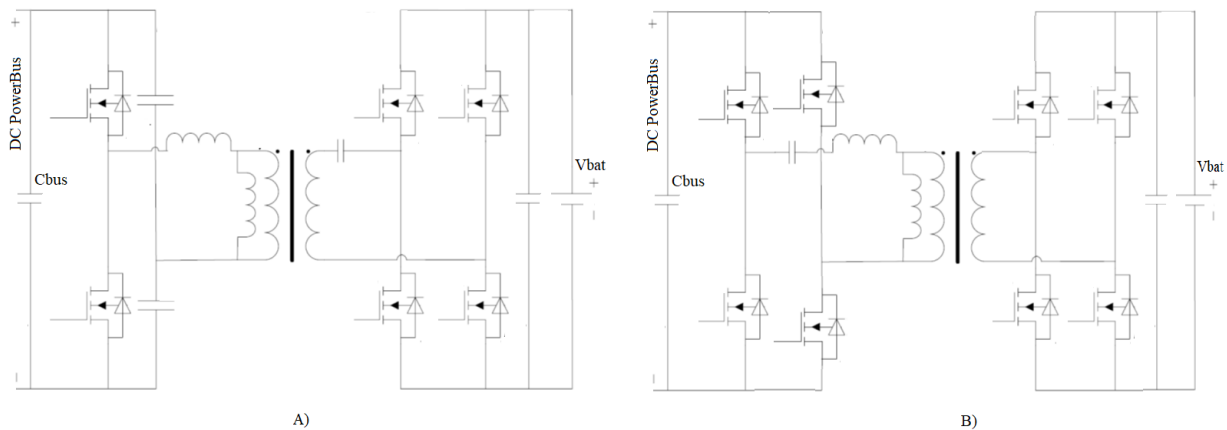 +
DC PowerBus
Cbus
−
Vbat
+
−
A)
+
DC PowerBus
Cbus
−
Vbat
+
−
B)